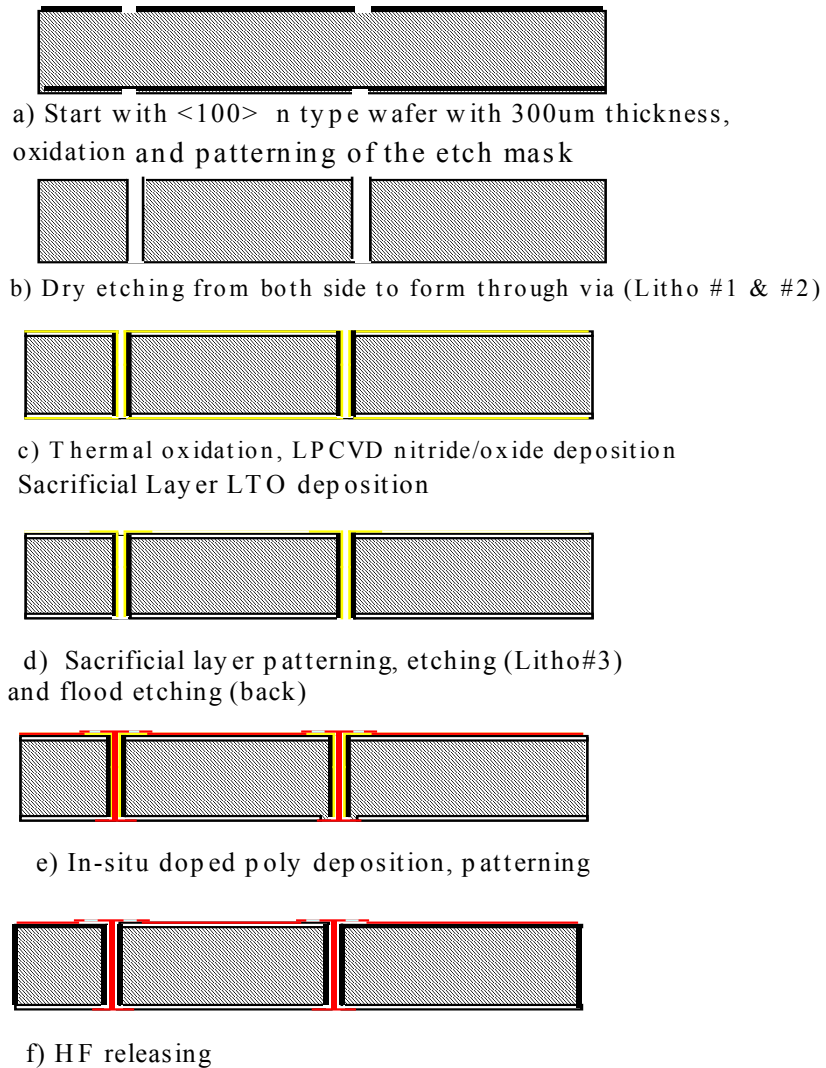 a) Start with <100> n type wafer with 300um thickness,
oxidation and patterning of the etch mask
b) Dry etching from both side to form through via (Litho #1 & #2)
c) Thermal oxidation, LPCVD nitride/oxide deposition
Sacrificial Layer LTO deposition
d) Sacrificial layer patterning, etching (Litho#3)
and flood etching (back)
e) In-situ doped poly deposition, patterning
f) HF releasing